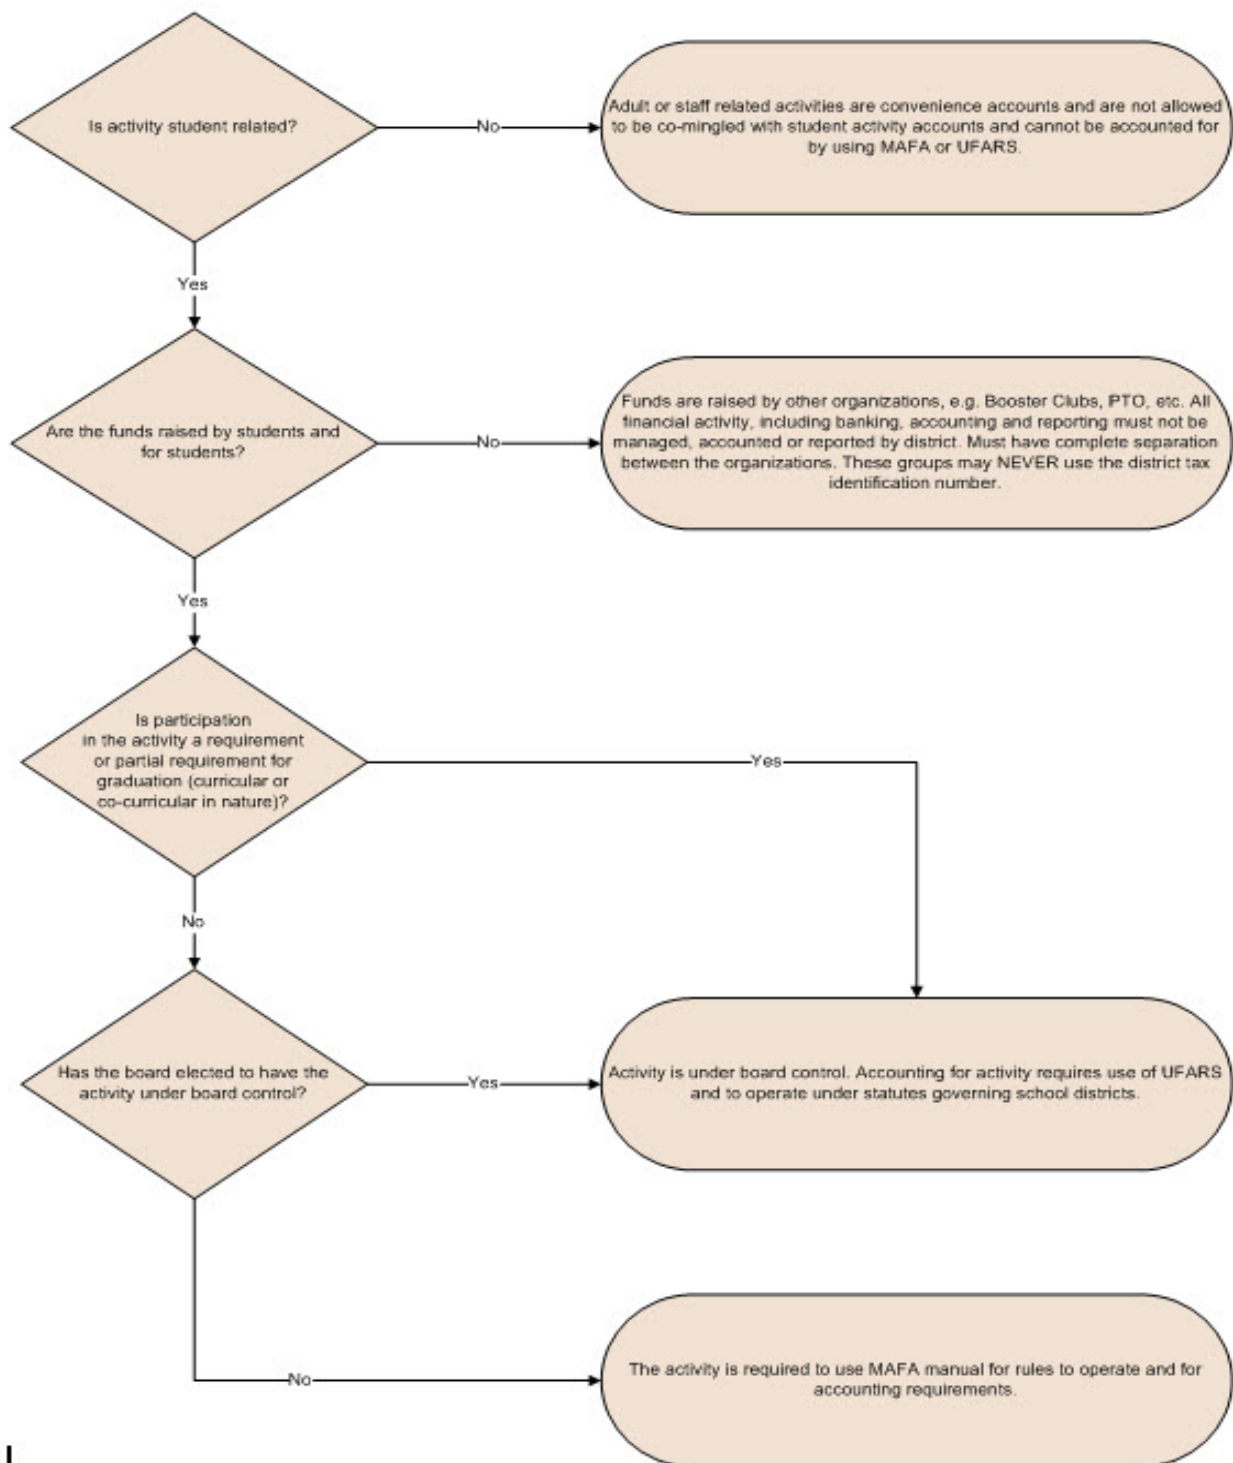 Is activity student related?
No
Adult or staff related activities are convenience accounts and are not allowed
to be co-mingled with student activity accounts and cannot be accounted for
by using MAFA or UFARS.
Yes
Are the funds raised by students and
for students?
No
Funds are raised by other organizations, e.g. Booster Clubs, PTO, etc. All
financial activity, including banking, accounting and reporting must not be
managed, accounted or reported by district. Must have complete separation
between the organizations. These groups may NEVER use the district tax
identification number.
Yes
Is participation
in the activity a requirement
or partial requirement for
graduation (curricular or
co-curricular in nature)?
Yes
No
Has the board elected to have the
activity under board control?
Yes
Activity is under board control. Accounting for activity requires use of UFARS
and to operate under statutes governing school districts.
No
The activity is required to use MAFA manual for rules to operate and for
accounting requirements.